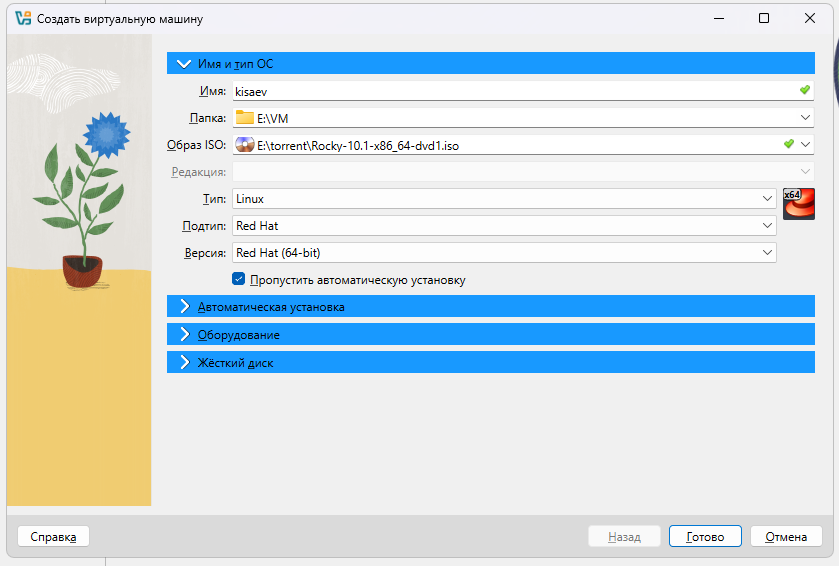 Создать виртуальную машину
Имя и тип ОС
Имя: kisaev
Папка: E:\VM
Образ ISO: E:\torrent\Rocky-10.1-x86_64-dvd1.iso
Редакция:
Тип: Linux
x64
Подтип: Red Hat
Версия: Red Hat (64-bit)
Пропустить автоматическую установку
Автоматическая установка
Оборудование
Жёсткий диск
Справка Назад Готово Отмена